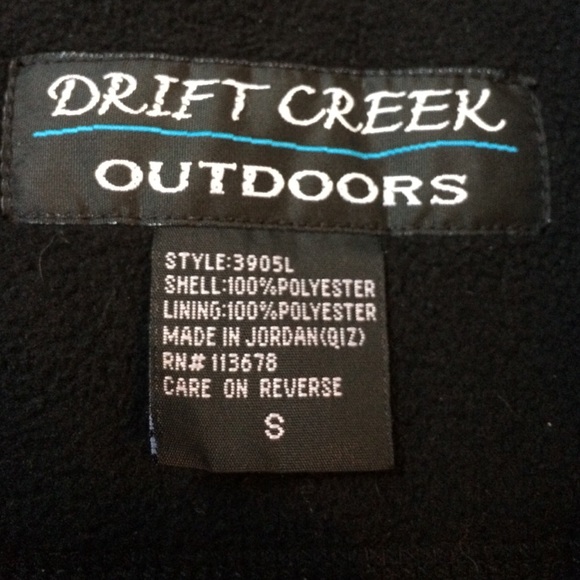 DRIFT CREEK
OUTDOORS
STYLE:3905L
SHELL:100%POLYESTER
LINING:100%POLYESTER
MADE IN JORDAN(QIZ)
RN# 113678
CARE ON REVERSE
S